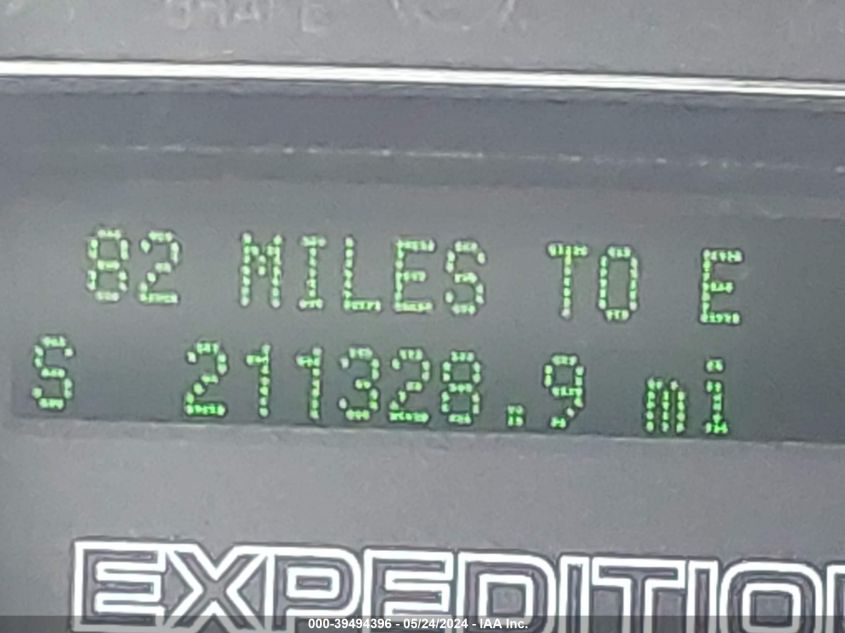 82 MILES TO E
S 211328.9 mi
EXPEDITION
000-39494396 - 05/24/2024 - IAA Inc.